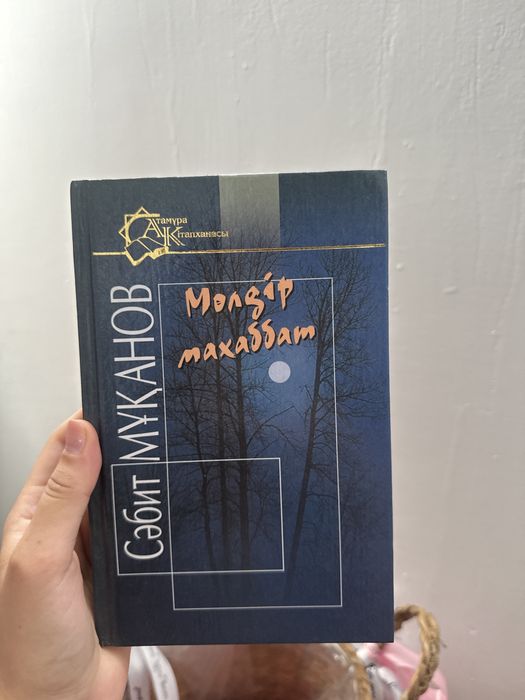 Атамұра
Кітапханасы
Мөлдір
махаббат
Сәбит МҰҚАНОВ